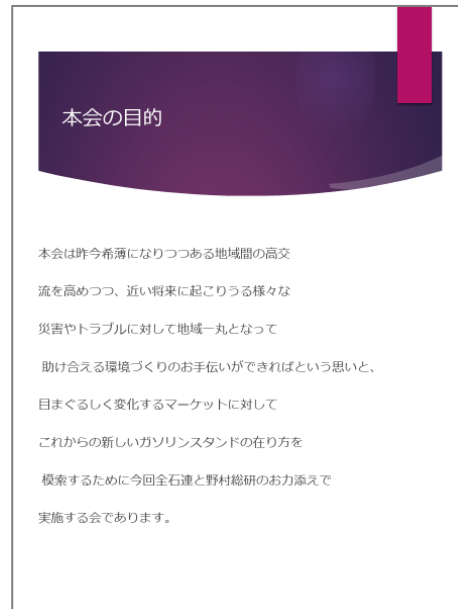 本会の目的
本会は昨今希薄になりつつある地域間の高交
流を高めつつ、近い将来に起こりうる様々な
災害やトラブルに対して地域一丸となって
助け合える環境づくりのお手伝いができればという思いと、
目まぐるしく変化するマーケットに対して
これからの新しいガソリンスタンドの在り方を
模索するために今回全石連と野村総研のお力添えで
実施する会であります。